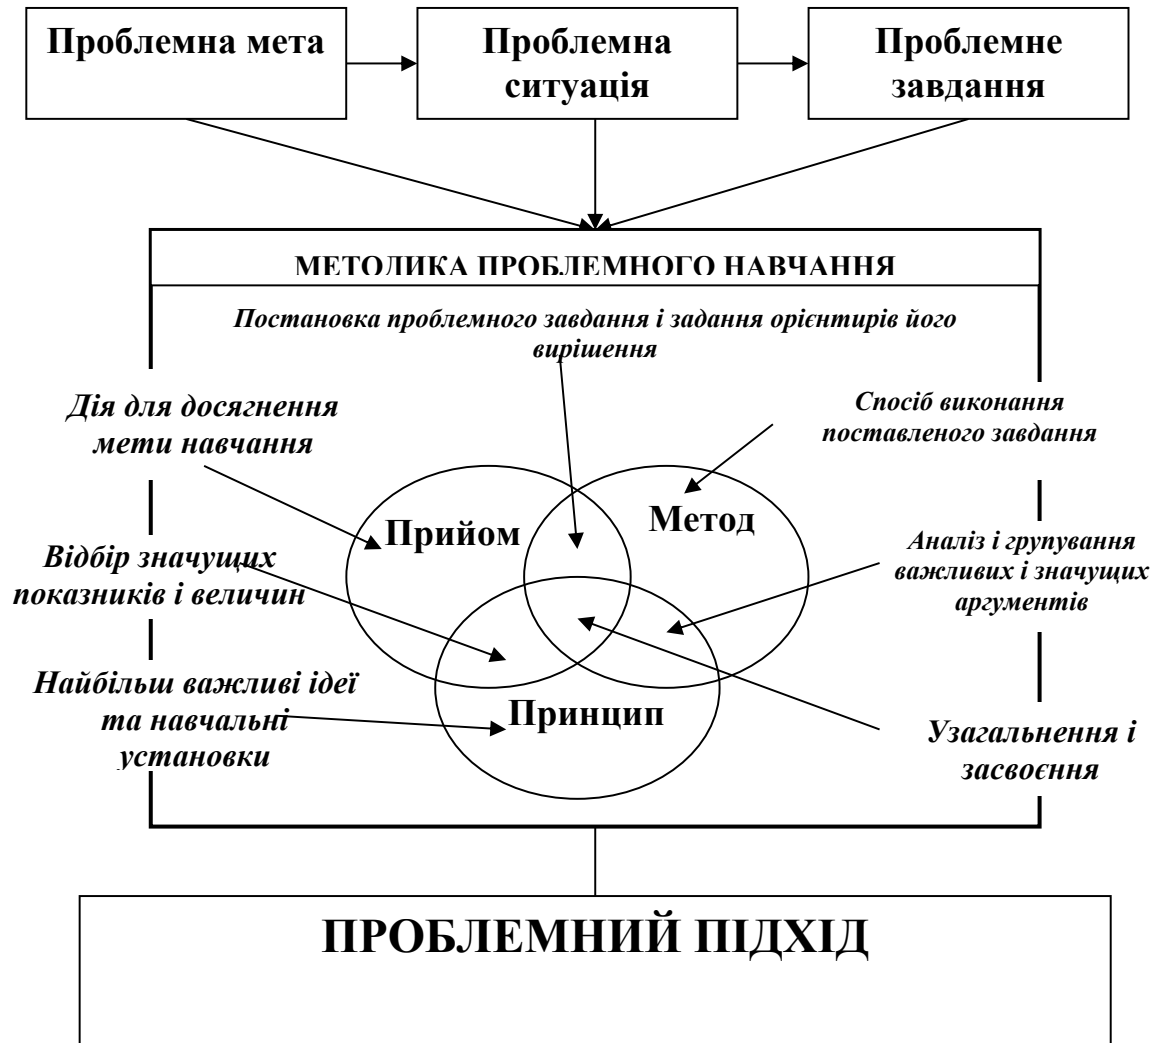 Проблемна мета
Проблемна
ситуація
Проблемне
завдання
МЕТОДИКА ПРОБЛЕМНОГО НАВЧАННЯ
Постановка проблемного завдання і задання орієнтирів його
вирішення
Дія для досягнення
мети навчання
Спосіб виконання
поставленого завдання
Прийом
Метод
Відбір значущих
показників і величин
Аналіз і групування
важливих і значущих
аргументів
Найбільш важливі ідеї
та навчальні
установки
Принцип
Узагальнення і
засвоєння
ПРОБЛЕМНИЙ ПІДХІД